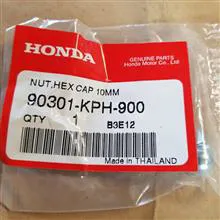 HONDA
GENUINE PARTS
Honda Motor Co., Ltd.
NUT,HEX CAP 10MM
90301-KPH-900
QTY 1 B3E12
Made in THAILAND